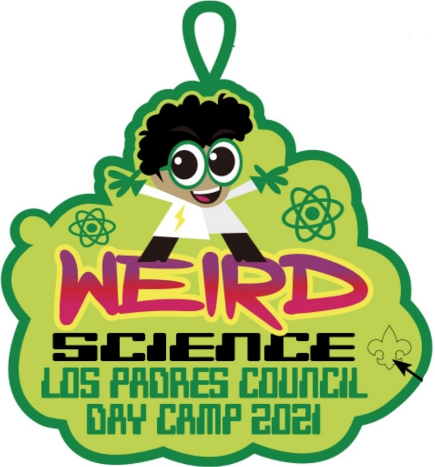 WEIRD
SCIENCE
LOS PADRES COUNCIL
DAY CAMP 2021